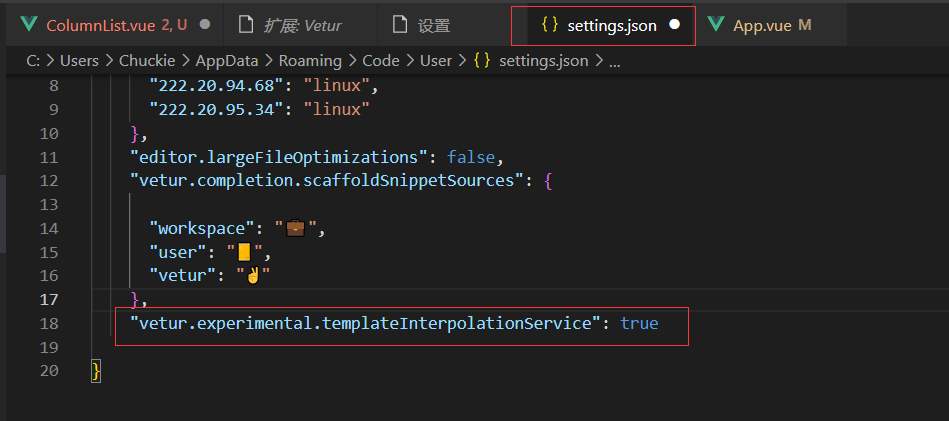 ColumnList.vue 2, U
扩展: Vetur
设置
{ } settings.json
App.vue M
C: > Users > Chuckie > AppData > Roaming > Code > User > { } settings.json > ...
8 "222.20.94.68": "linux",
9 "222.20.95.34": "linux"
10 },
11 "editor.largeFileOptimizations": false,
12 "vetur.completion.scaffoldSnippetSources": {
13
14 "workspace": "💼",
15 "user": "📒",
16 "vetur": "✌"
17 },
18 "vetur.experimental.templateInterpolationService": true
19
20 }